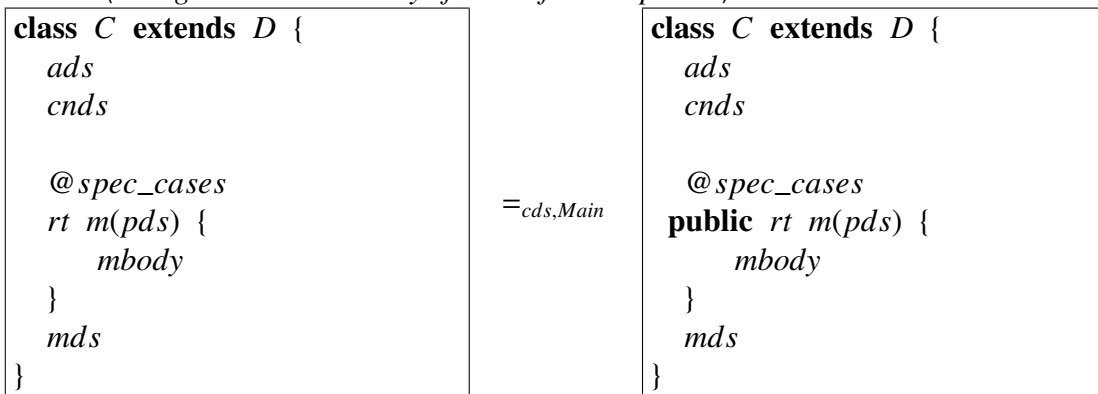 class C extends D {
ads
cnds
@spec_cases
rt m(pds) {
mbody
}
mds
}
=cds,Main
class C extends D {
ads
cnds
@spec_cases
public rt m(pds) {
mbody
}
mds
}